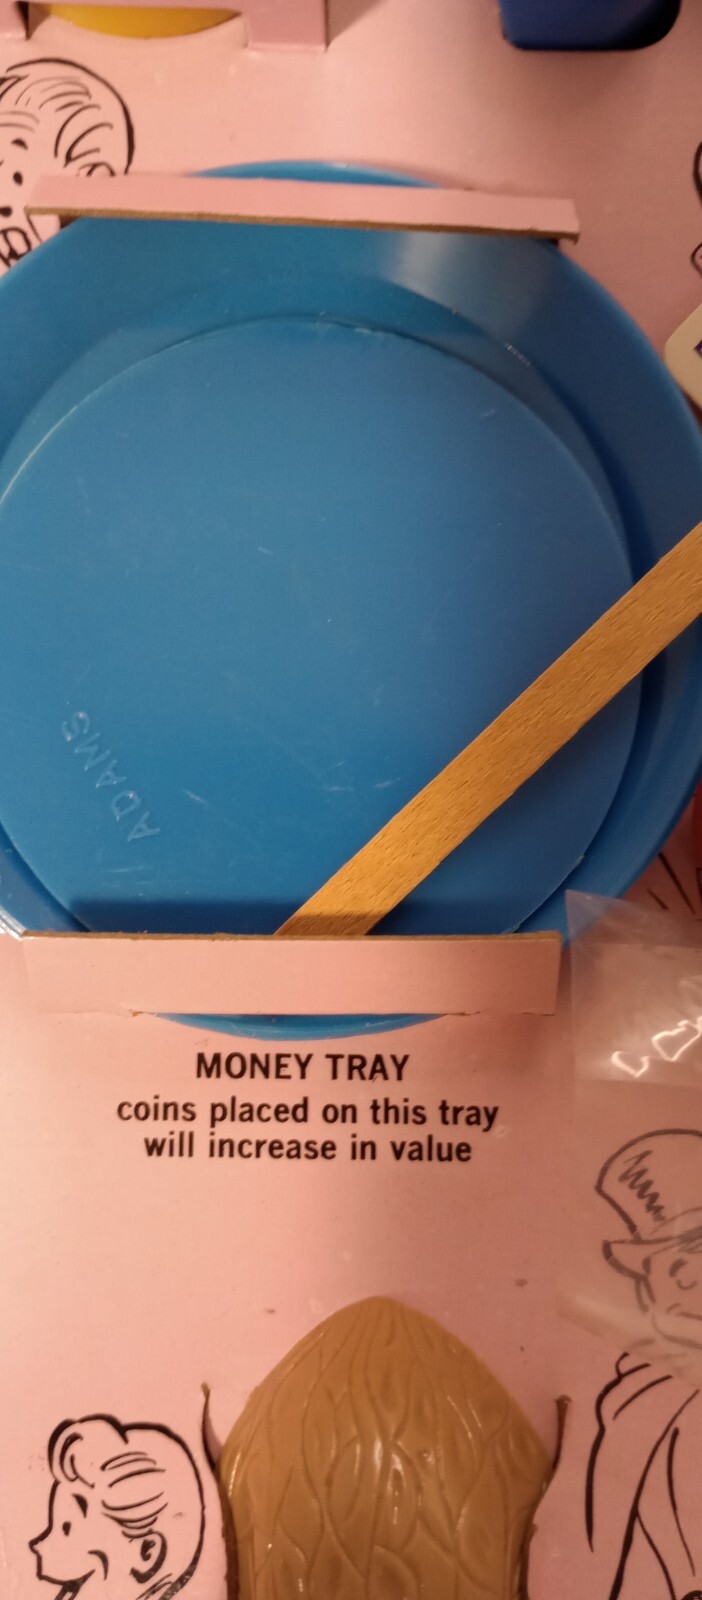 ADAMS
MONEY TRAY
coins placed on this tray
will increase in value